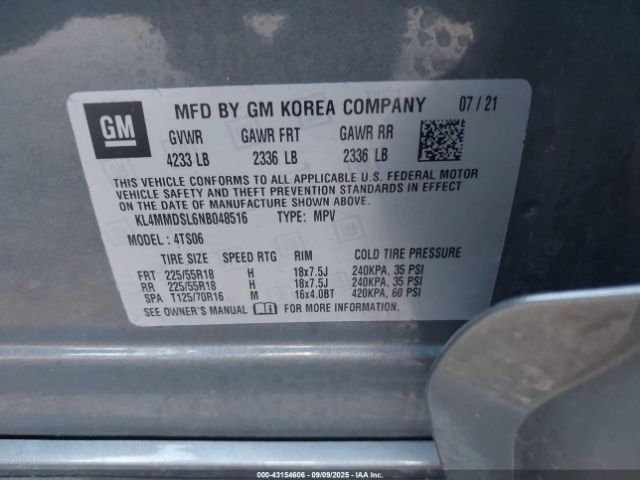 GM
MFD BY GM KOREA COMPANY 07 / 21
GVWR GAWR FRT GAWR RR
4233 LB 2336 LB 2336 LB
THIS VEHICLE CONFORMS TO ALL APPLICABLE U.S. FEDERAL MOTOR
VEHICLE SAFETY AND THEFT PREVENTION STANDARDS IN EFFECT
ON THE DATE OF MANUFACTURE SHOWN ABOVE.
KL4MMDSL6NB048516 TYPE: MPV
MODEL: 4TS06
TIRE SIZE SPEED RTG RIM COLD TIRE PRESSURE
FRT 225/55R18 H 18x7.5J 240KPA, 35 PSI
RR 225/55R18 H 18x7.5J 240KPA, 35 PSI
SPA T125/70R16 M 16x4.0BT 420KPA, 60 PSI
SEE OWNER'S MANUAL FOR MORE INFORMATION.
000-43154606 - 09/09/2025 - IAA Inc.